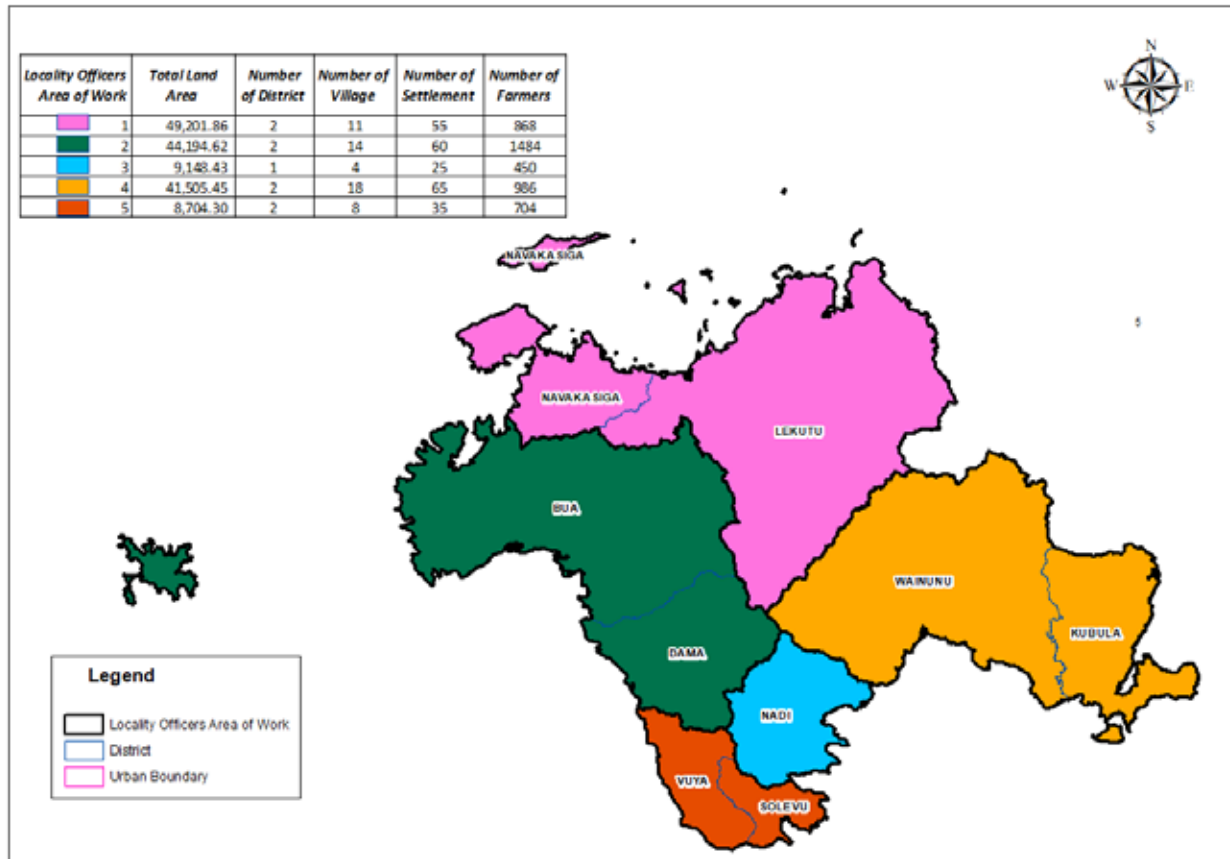 N
W E
S
Locality Officers Area of Work Total Land Area Number of District Number of Village Number of Settlement Number of Farmers
1 49,201.86 2 11 55 868
2 44,194.62 2 14 60 1484
3 9,148.43 1 4 25 450
4 41,505.45 2 18 65 986
5 8,704.30 2 8 35 704
NAVAKASIGA
NAVAKASIGA
LEKUTU
BUA
WAINUNU
KUBULA
DAMA
NADI
VUYA
SOLEVU
Legend
Locality Officers Area of Work
District
Urban Boundary